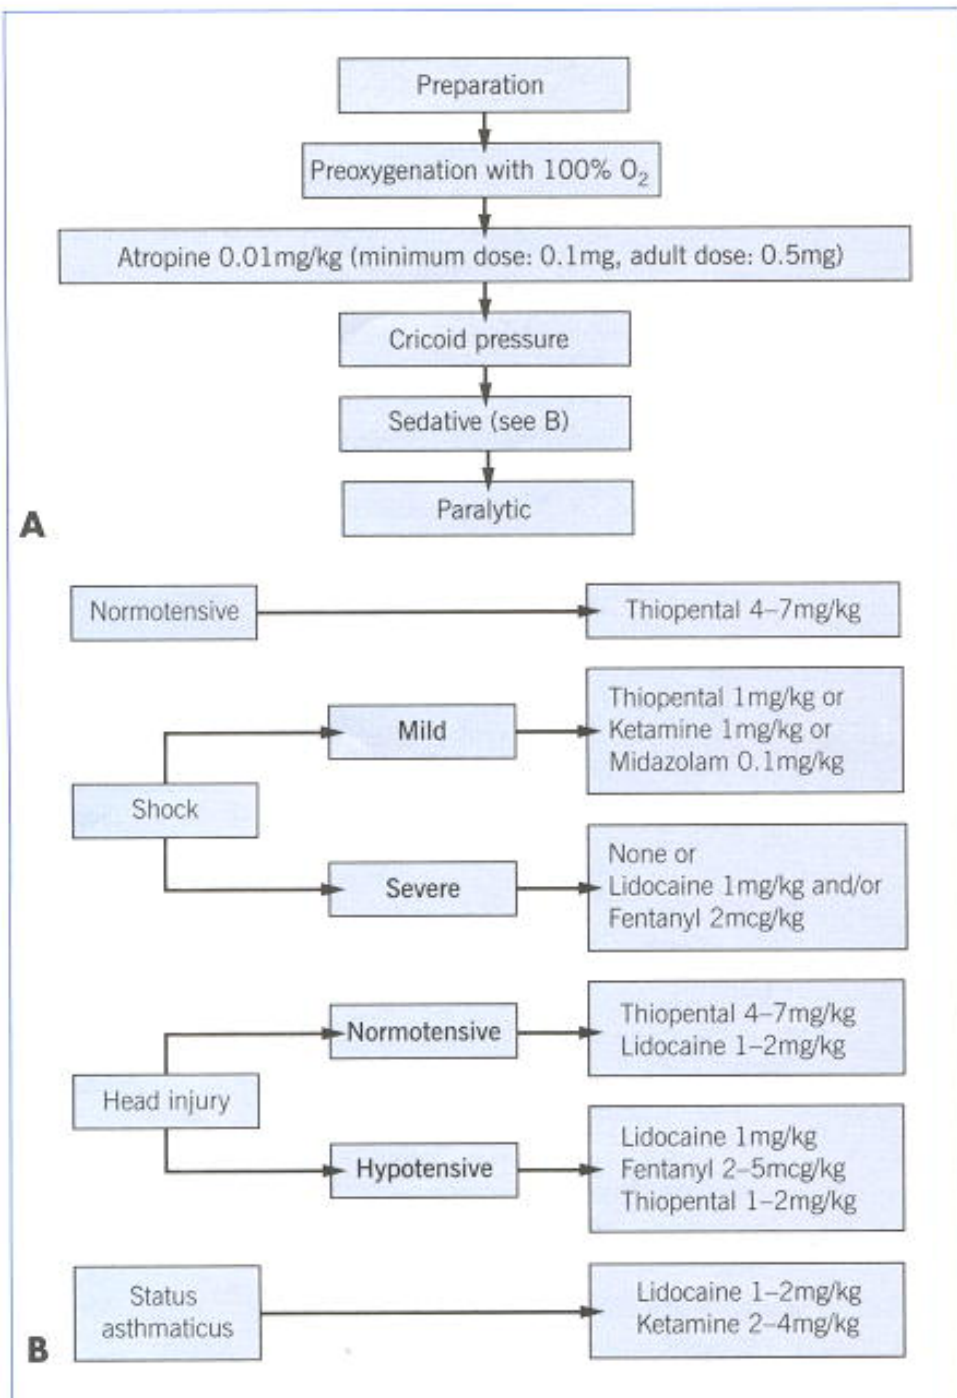 Preparation
Preoxygenation with 100% O₂
Atropine 0.01mg/kg (minimum dose: 0.1mg, adult dose: 0.5mg)
Cricoid pressure
Sedative (see B)
Paralytic
A
Normotensive
Thiopental 4–7mg/kg
Shock
Mild
Thiopental 1mg/kg or
Ketamine 1mg/kg or
Midazolam 0.1mg/kg
Severe
None or
Lidocaine 1mg/kg and/or
Fentanyl 2mcg/kg
Head injury
Normotensive
Thiopental 4–7mg/kg
Lidocaine 1–2mg/kg
Hypotensive
Lidocaine 1mg/kg
Fentanyl 2–5mcg/kg
Thiopental 1–2mg/kg
Status
asthmaticus
Lidocaine 1–2mg/kg
Ketamine 2–4mg/kg
B